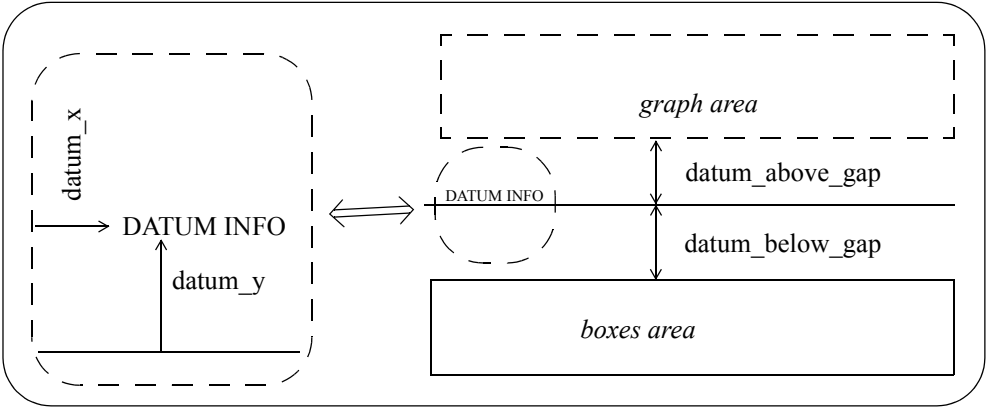 datum_x
DATUM INFO
datum_y
graph area
datum_above_gap
DATUM INFO
datum_below_gap
boxes area